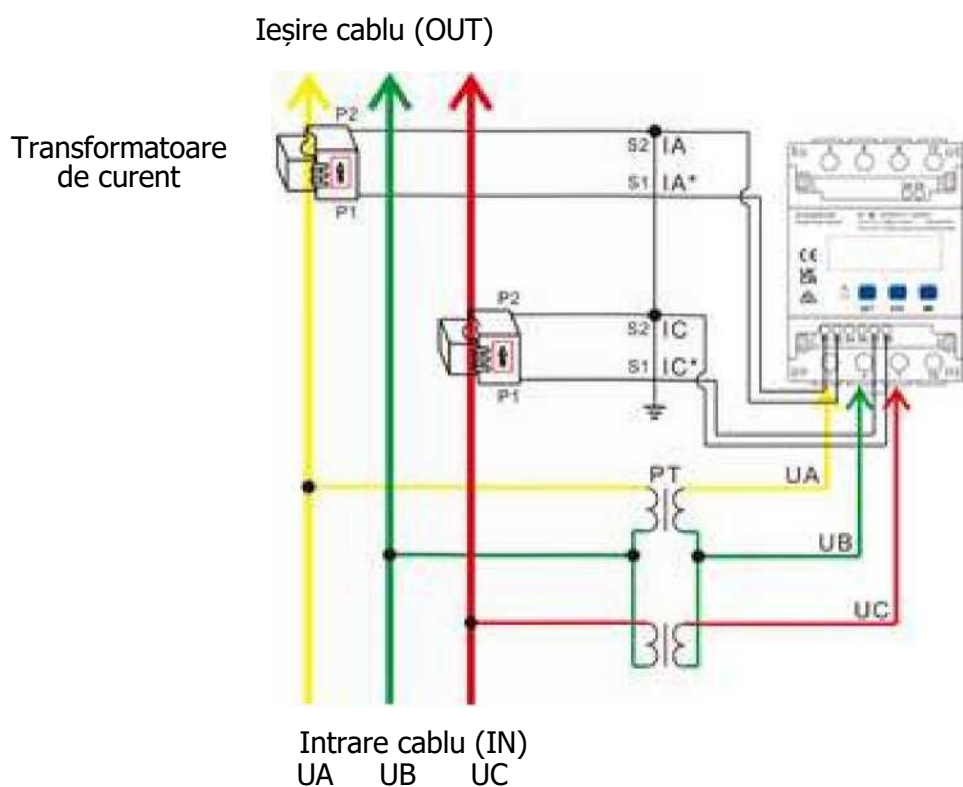 Ieșire cablu (OUT)
Transformatoare
de curent
P2
S2 IA
S1 IA*
P1
P2
S2 IC
S1 IC*
P1
PT
UA
UB
UC
Intrare cablu (IN)
UA UB UC